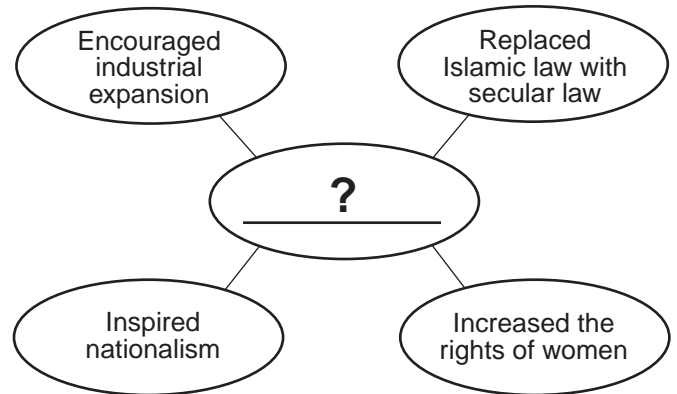 Encouraged
industrial
expansion
Replaced
Islamic law with
secular law
?
Inspired
nationalism
Increased the
rights of women